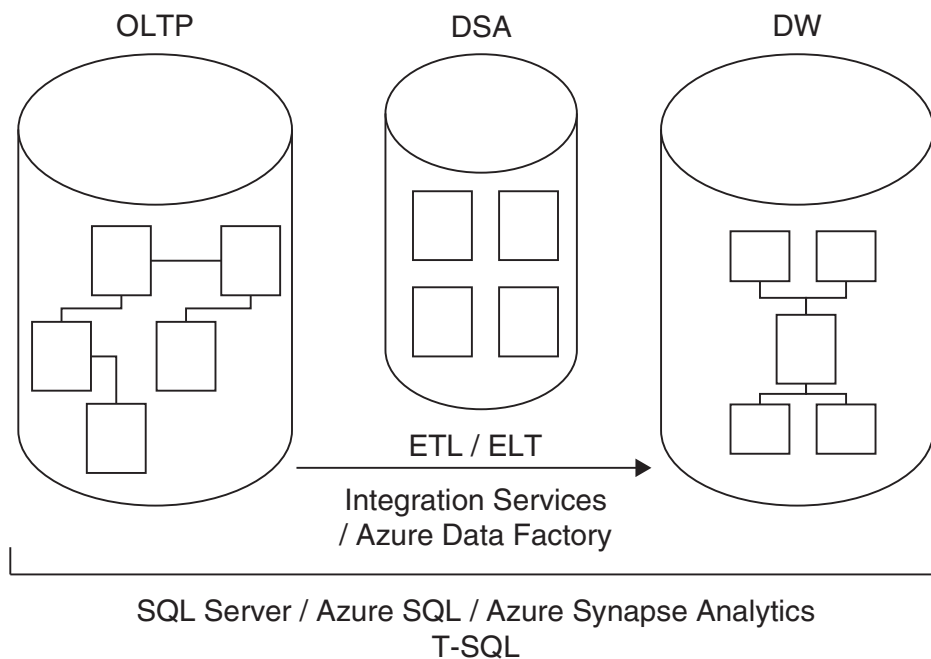 OLTP
DSA
DW
ETL / ELT
Integration Services
/ Azure Data Factory
SQL Server / Azure SQL / Azure Synapse Analytics
T-SQL